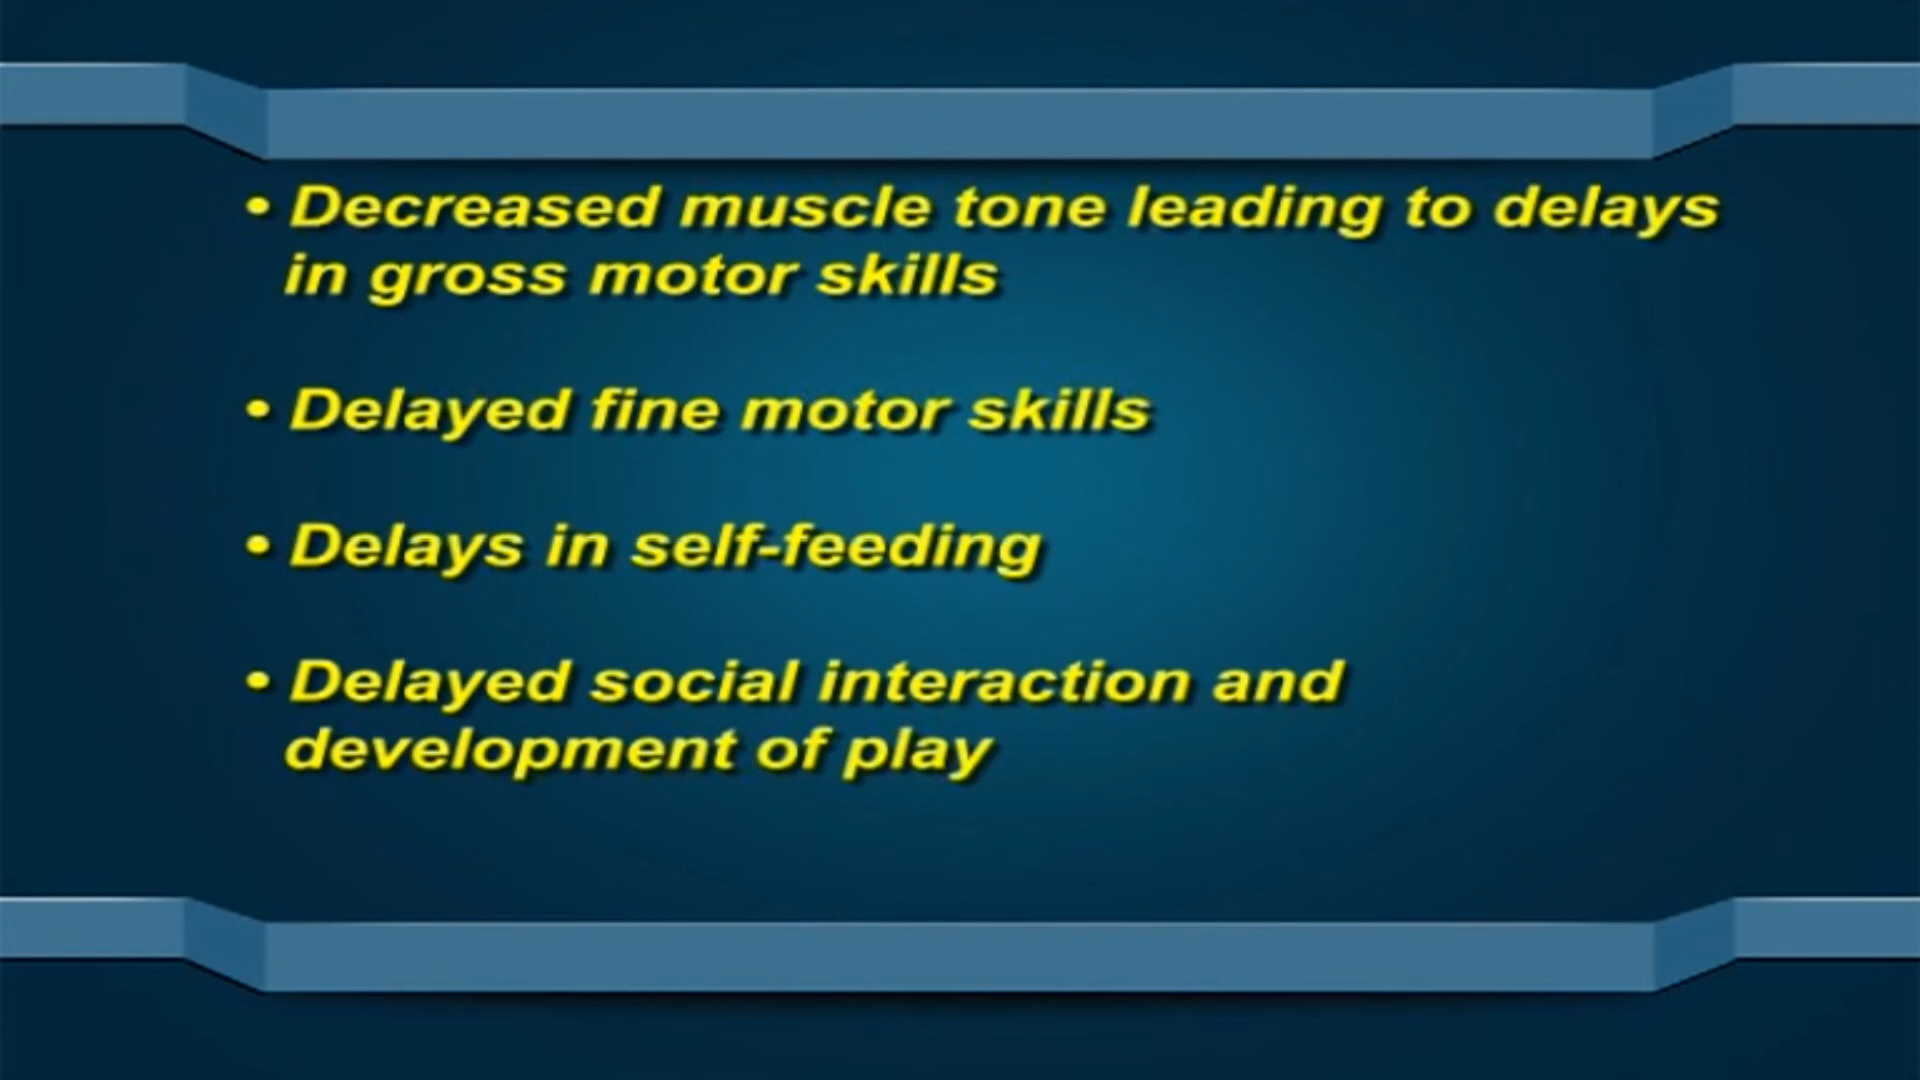 • Decreased muscle tone leading to delays
in gross motor skills
• Delayed fine motor skills
• Delays in self-feeding
• Delayed social interaction and
development of play